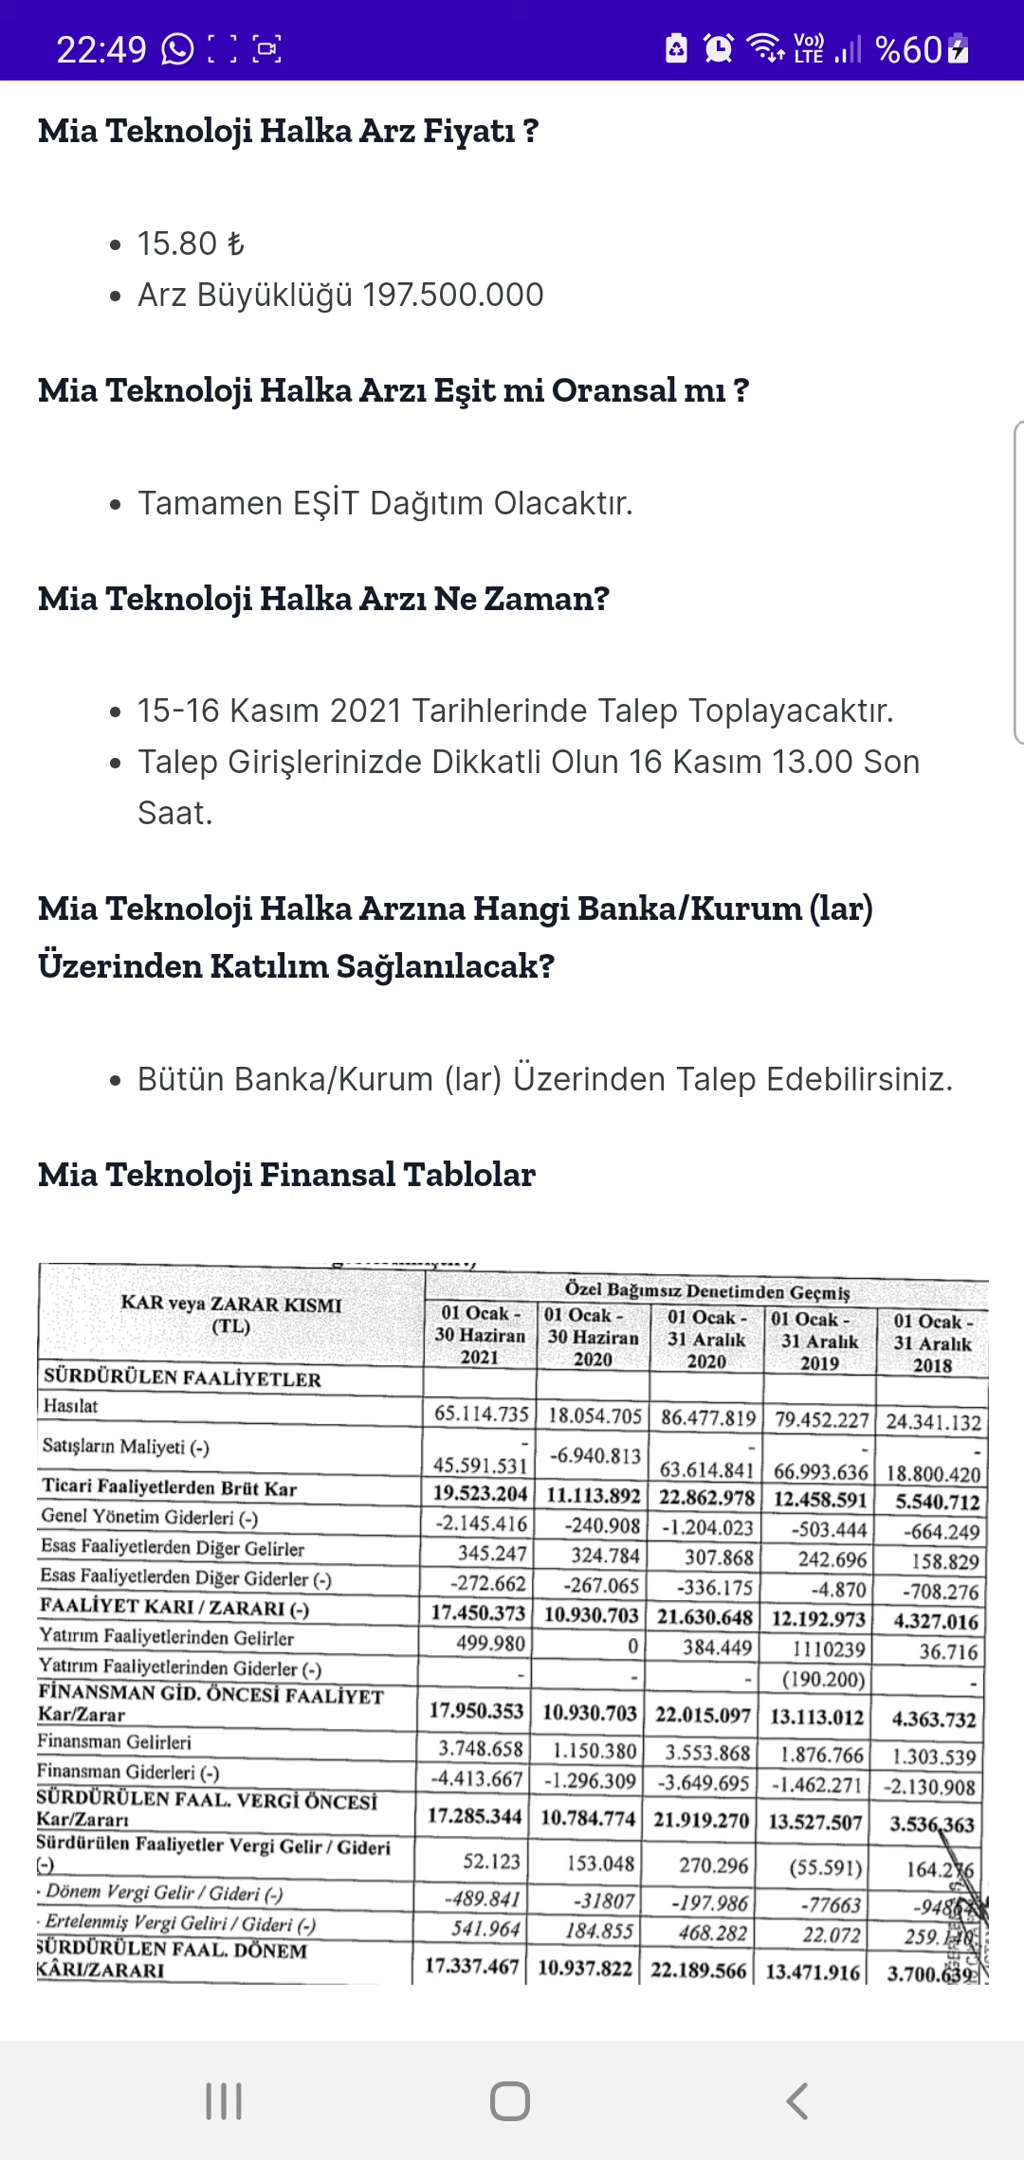 22:49 Vo)) LTE %60
Mia Teknoloji Halka Arz Fiyatı ?
• 15.80 ₺
• Arz Büyüklüğü 197.500.000
Mia Teknoloji Halka Arzı Eşit mi Oransal mı ?
• Tamamen EŞİT Dağıtım Olacaktır.
Mia Teknoloji Halka Arzı Ne Zaman?
• 15-16 Kasım 2021 Tarihlerinde Talep Toplayacaktır.
• Talep Girişlerinizde Dikkatli Olun 16 Kasım 13.00 Son
Saat.
Mia Teknoloji Halka Arzına Hangi Banka/Kurum (lar)
Üzerinden Katılım Sağlanılacak?
• Bütün Banka/Kurum (lar) Üzerinden Talep Edebilirsiniz.
Mia Teknoloji Finansal Tablolar
KAR veya ZARAR KISMI
(TL)
Özel Bağımsız Denetimden Geçmiş
01 Ocak - 30 Haziran 2021 01 Ocak - 30 Haziran 2020 01 Ocak - 31 Aralık 2020 01 Ocak - 31 Aralık 2019 01 Ocak - 31 Aralık 2018
SÜRDÜRÜLEN FAALİYETLER
Hasılat 65.114.735 18.054.705 86.477.819 79.452.227 24.341.132
Satışların Maliyeti (-) -45.591.531 -6.940.813 -63.614.841 -66.993.636 -18.800.420
Ticari Faaliyetlerden Brüt Kar 19.523.204 11.113.892 22.862.978 12.458.591 5.540.712
Genel Yönetim Giderleri (-) -2.145.416 -240.908 -1.204.023 -503.444 -664.249
Esas Faaliyetlerden Diğer Gelirler 345.247 324.784 307.868 242.696 158.829
Esas Faaliyetlerden Diğer Giderler (-) -272.662 -267.065 -336.175 -4.870 -708.276
FAALİYET KARI / ZARARI (-) 17.450.373 10.930.703 21.630.648 12.192.973 4.327.016
Yatırım Faaliyetlerinden Gelirler 499.980 0 384.449 1110239 36.716
Yatırım Faaliyetlerinden Giderler (-) - - - (190.200) -
FİNANSMAN GİD. ÖNCESİ FAALİYET
Kar/Zarar 17.950.353 10.930.703 22.015.097 13.113.012 4.363.732
Finansman Gelirleri 3.748.658 1.150.380 3.553.868 1.876.766 1.303.539
Finansman Giderleri (-) -4.413.667 -1.296.309 -3.649.695 -1.462.271 -2.130.908
SÜRDÜRÜLEN FAAL. VERGİ ÖNCESİ
Kar/Zararı 17.285.344 10.784.774 21.919.270 13.527.507 3.536.363
Sürdürülen Faaliyetler Vergi Gelir / Gideri
(-) 52.123 153.048 270.296 (55.591) 164.276
- Dönem Vergi Gelir / Gideri (-) -489.841 -31807 -197.986 -77663
- Ertelenmiş Vergi Geliri / Gideri (-) 541.964 184.855 468.282 22.072
SÜRDÜRÜLEN FAAL. DÖNEM
KÂRI/ZARARI 17.337.467 10.937.822 22.189.566 13.471.916 3.700.639